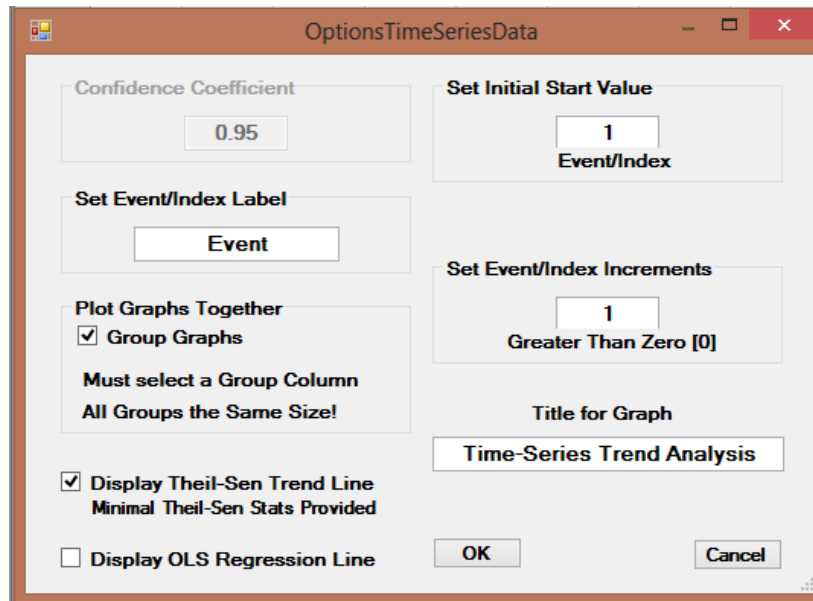 OptionsTimeSeriesData
Confidence Coefficient
0.95
Set Event/Index Label
Event
Plot Graphs Together
Group Graphs
Must select a Group Column
All Groups the Same Size!
Display Theil-Sen Trend Line
Minimal Theil-Sen Stats Provided
Display OLS Regression Line
Set Initial Start Value
1
Event/Index
Set Event/Index Increments
1
Greater Than Zero [0]
Title for Graph
Time-Series Trend Analysis
OK
Cancel